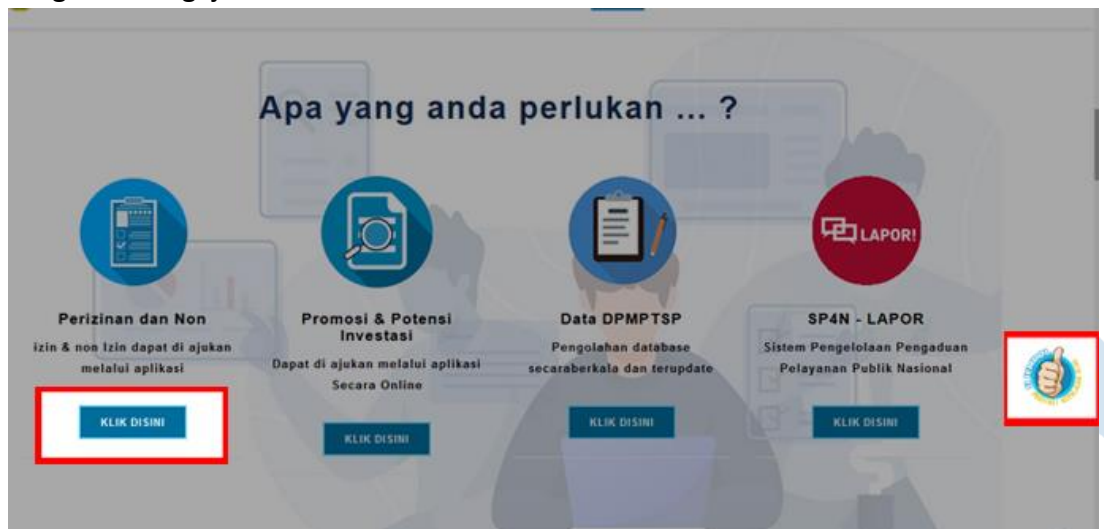 Apa yang anda perlukan ... ?
LAPOR!
Perizinan dan Non
izin & non Izin dapat di ajukan
melalui aplikasi
KLIK DISINI
Promosi & Potensi
Investasi
Dapat di ajukan melalui aplikasi
Secara Online
KLIK DISINI
Data DPMPTSP
Pengolahan database
secaraberkala dan terupdate
KLIK DISINI
SP4N - LAPOR
Sistem Pengelolaan Pengaduan
Pelayanan Publik Nasional
KLIK DISINI